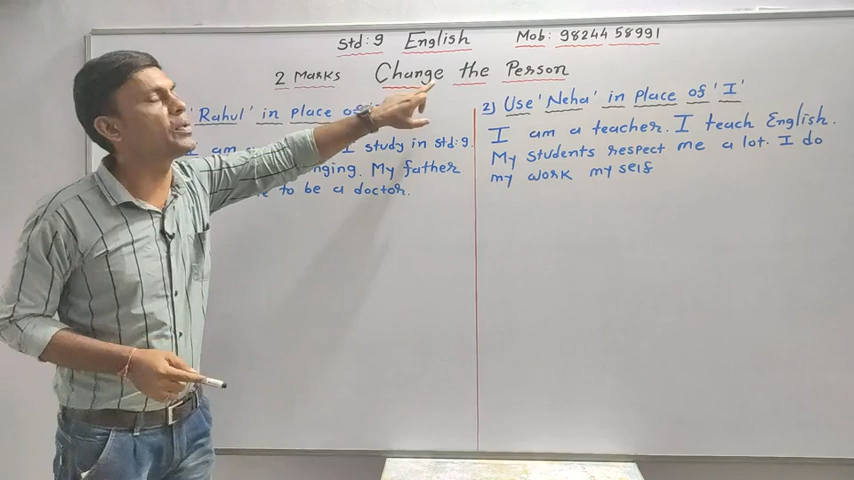 Std: 9 English Mob: 98244 58991
2 Marks Change the Person
'Rahul' in place of
I am I study in std: 9.
nging. My father
to be a doctor.
2) Use 'Neha' in place of 'I'
I am a teacher. I teach English.
My students respect me a lot. I do
my work my self